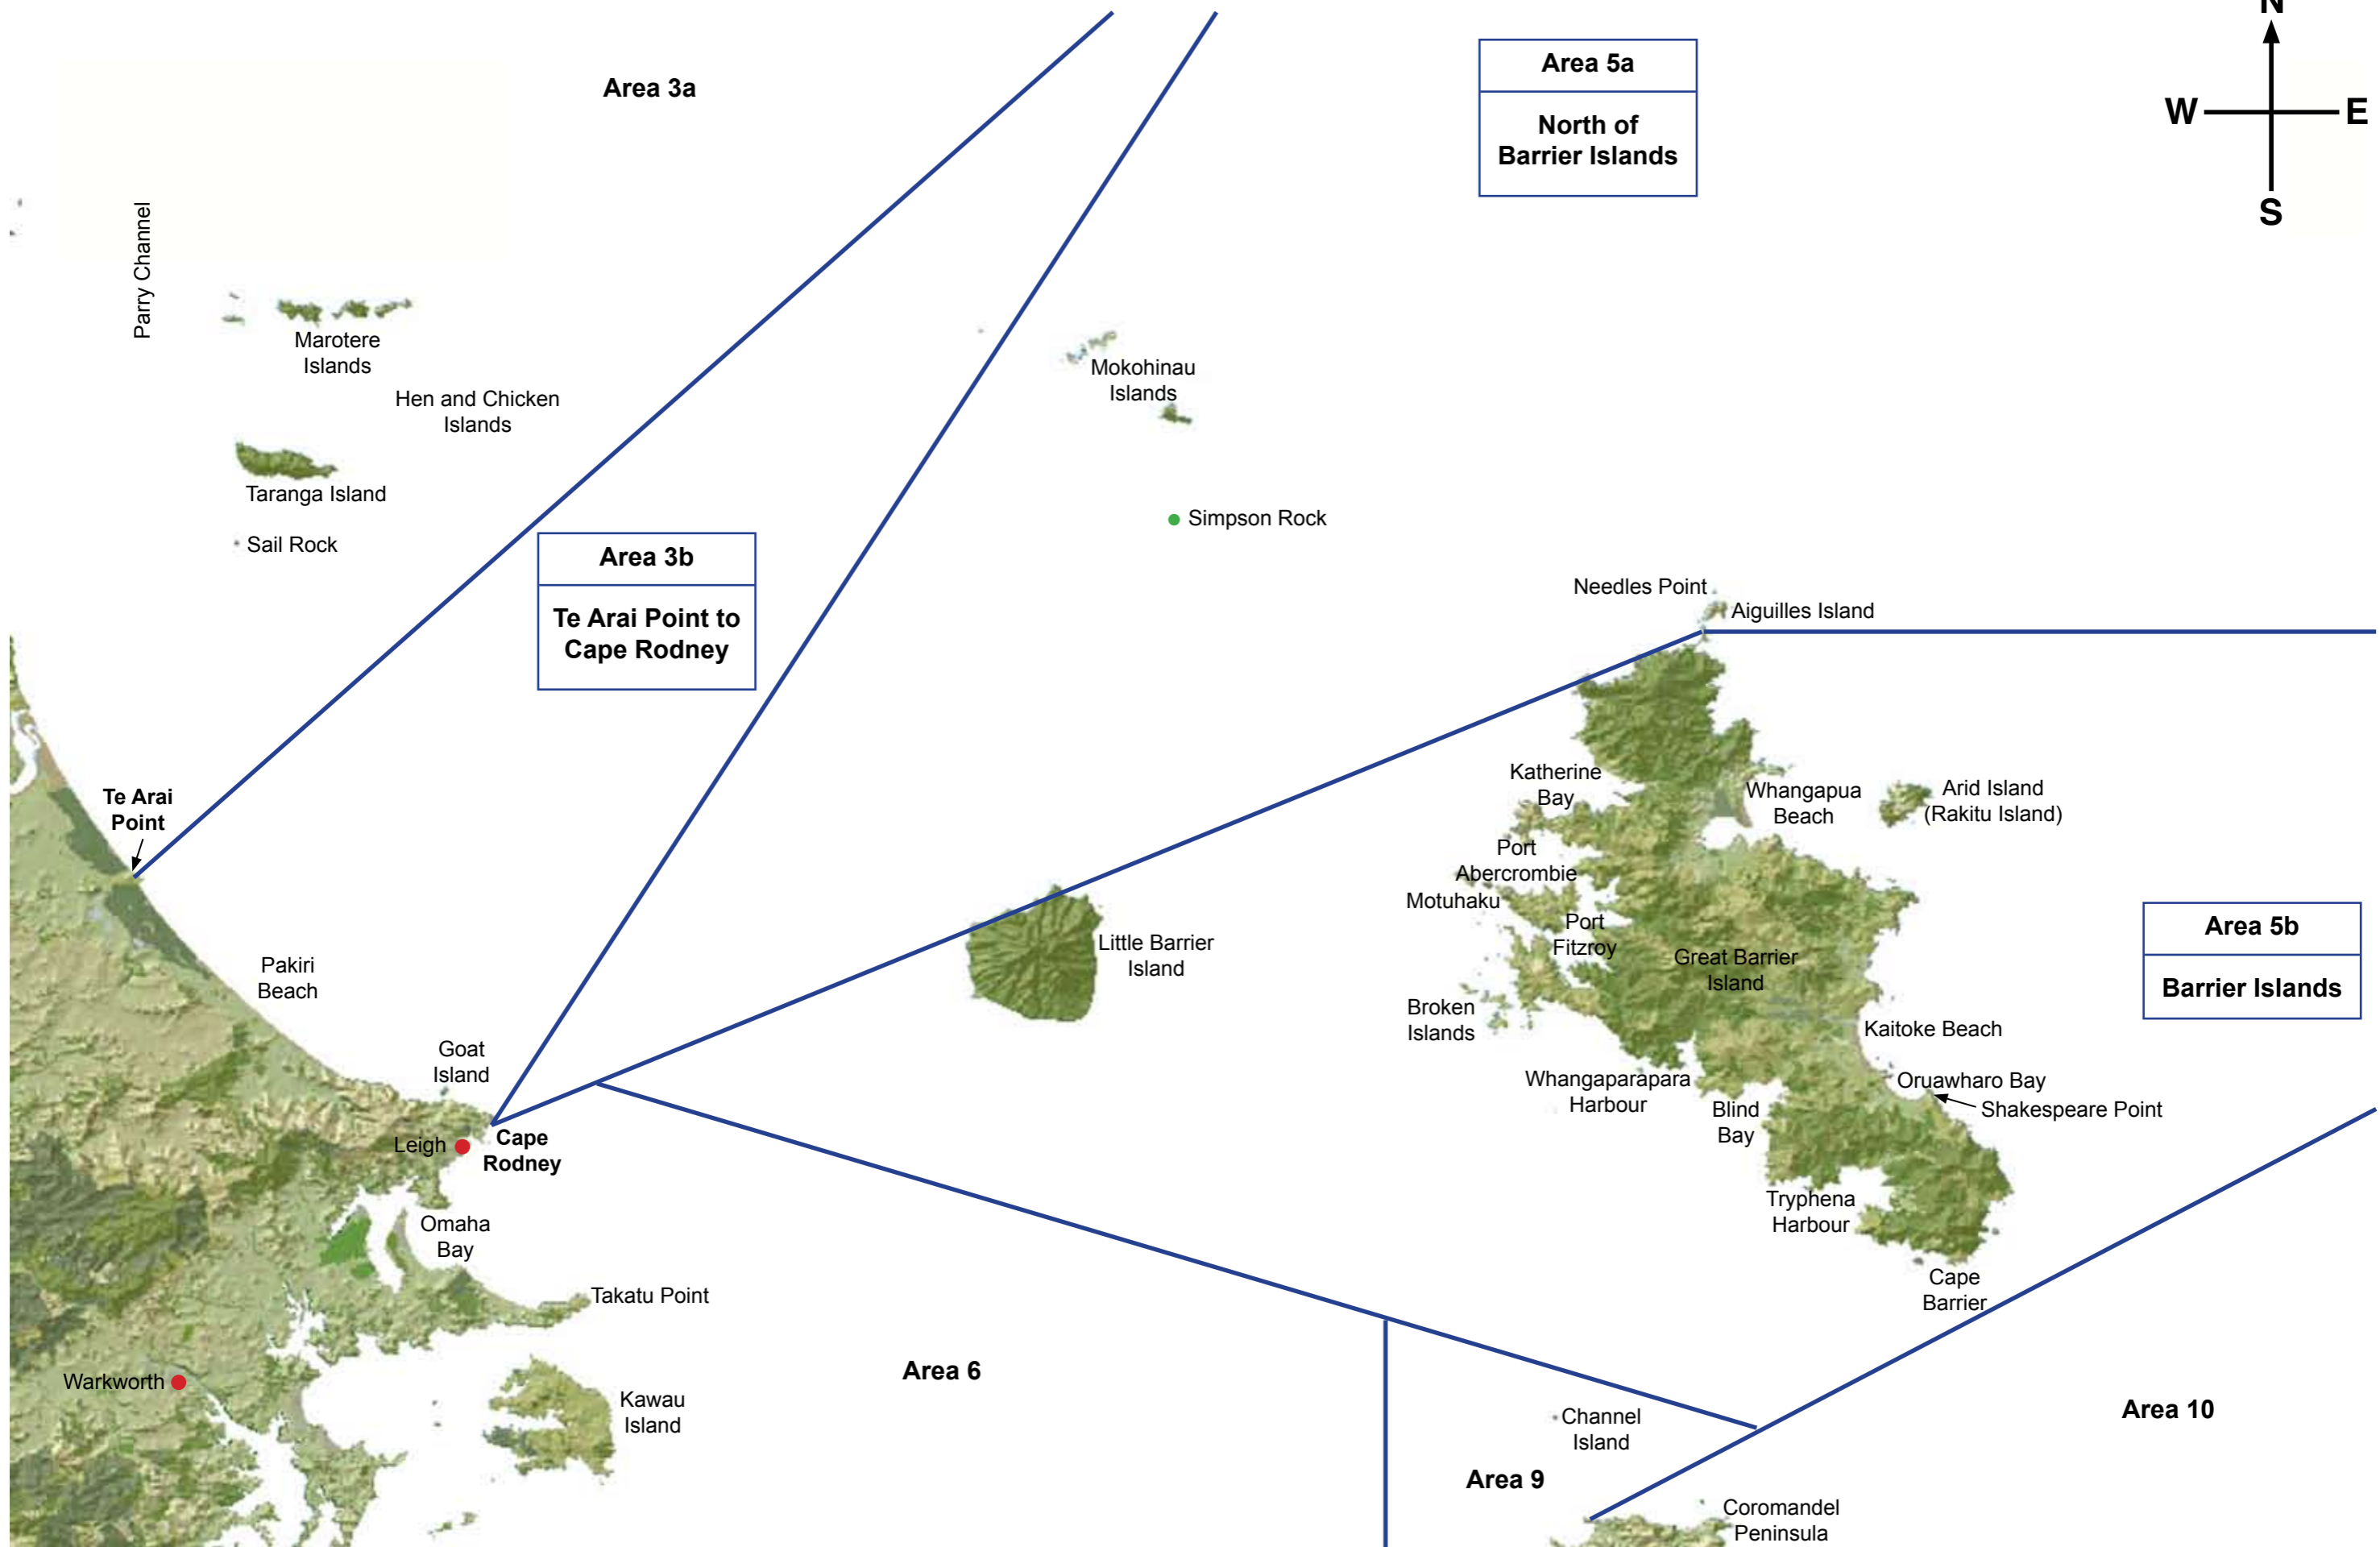 N
W
E
S
Area 3a
Area 5a
North of
Barrier Islands
Parry Channel
Marotere
Islands
Hen and Chicken
Islands
Taranga Island
Sail Rock
Mokohinau
Islands
Simpson Rock
Area 3b
Te Arai Point to
Cape Rodney
Needles Point
Aiguilles Island
Te Arai
Point
Katherine
Bay
Whangapua
Beach
Arid Island
(Rakitu Island)
Port
Abercrombie
Motuhaku
Port
Fitzroy
Little Barrier
Island
Great Barrier
Island
Area 5b
Barrier Islands
Pakiri
Beach
Broken
Islands
Kaitoke Beach
Goat
Island
Whangaparapara
Harbour
Blind
Bay
Oruawharo Bay
Shakespeare Point
Leigh
Cape
Rodney
Tryphena
Harbour
Omaha
Bay
Cape
Barrier
Takatu Point
Warkworth
Kawau
Island
Area 6
Channel
Island
Area 9
Area 10
Coromandel
Peninsula